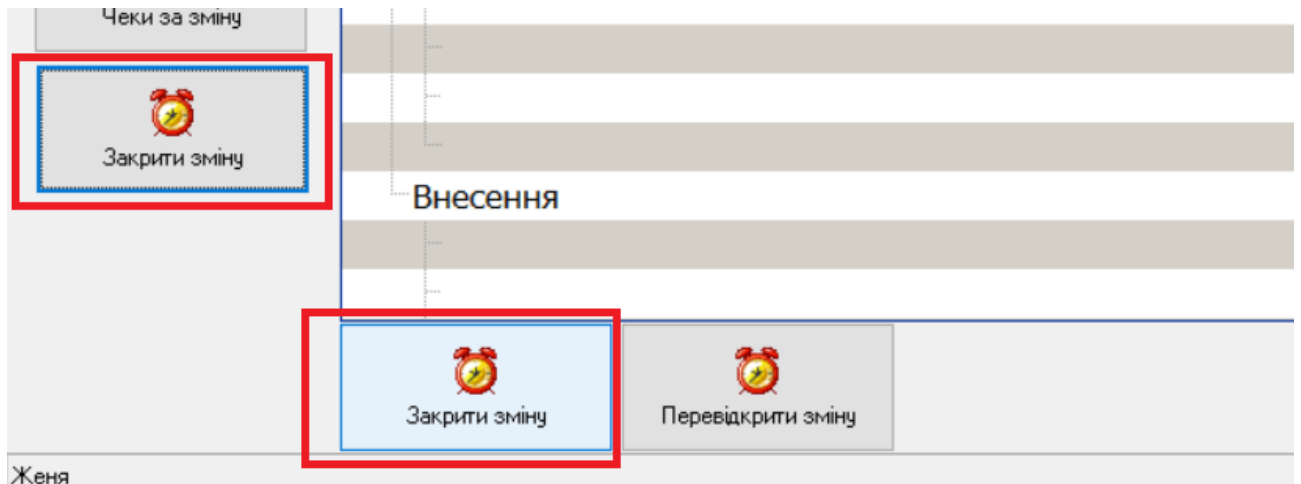 Чеки за зміну
Закрити зміну
Внесення
Закрити зміну
Перевідкрити зміну
Женя